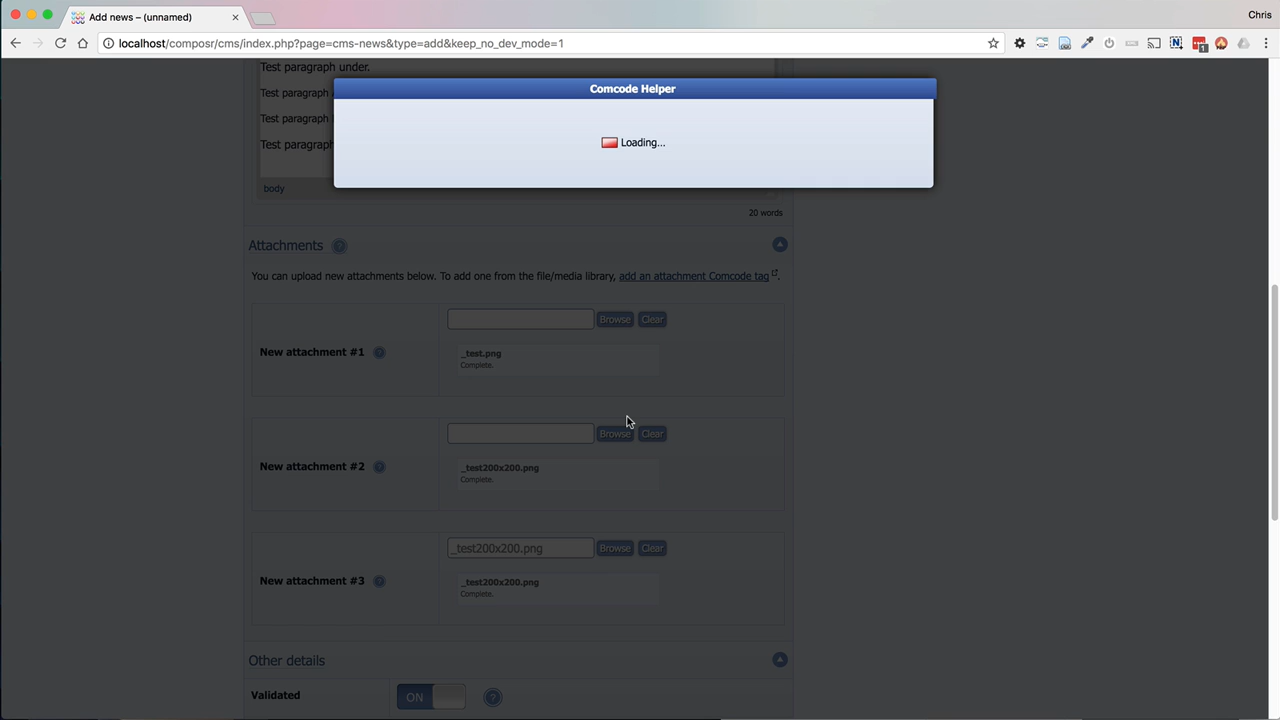 Add news – (unnamed)
Chris
localhost/composr/cms/index.php?page=cms-news&type=add&keep_no_dev_mode=1
Test paragraph under.
Comcode Helper
Test paragraph
Test paragraph
Loading...
Test paragraph
body
20 words
Attachments ?
You can upload new attachments below. To add one from the file/media library, add an attachment Comcode tag.
Browse Clear
New attachment #1 ?
_test.png
Complete.
Browse Clear
New attachment #2 ?
_test200x200.png
Complete.
_test200x200.png Browse Clear
New attachment #3 ?
_test200x200.png
Complete.
Other details
Validated ON ?